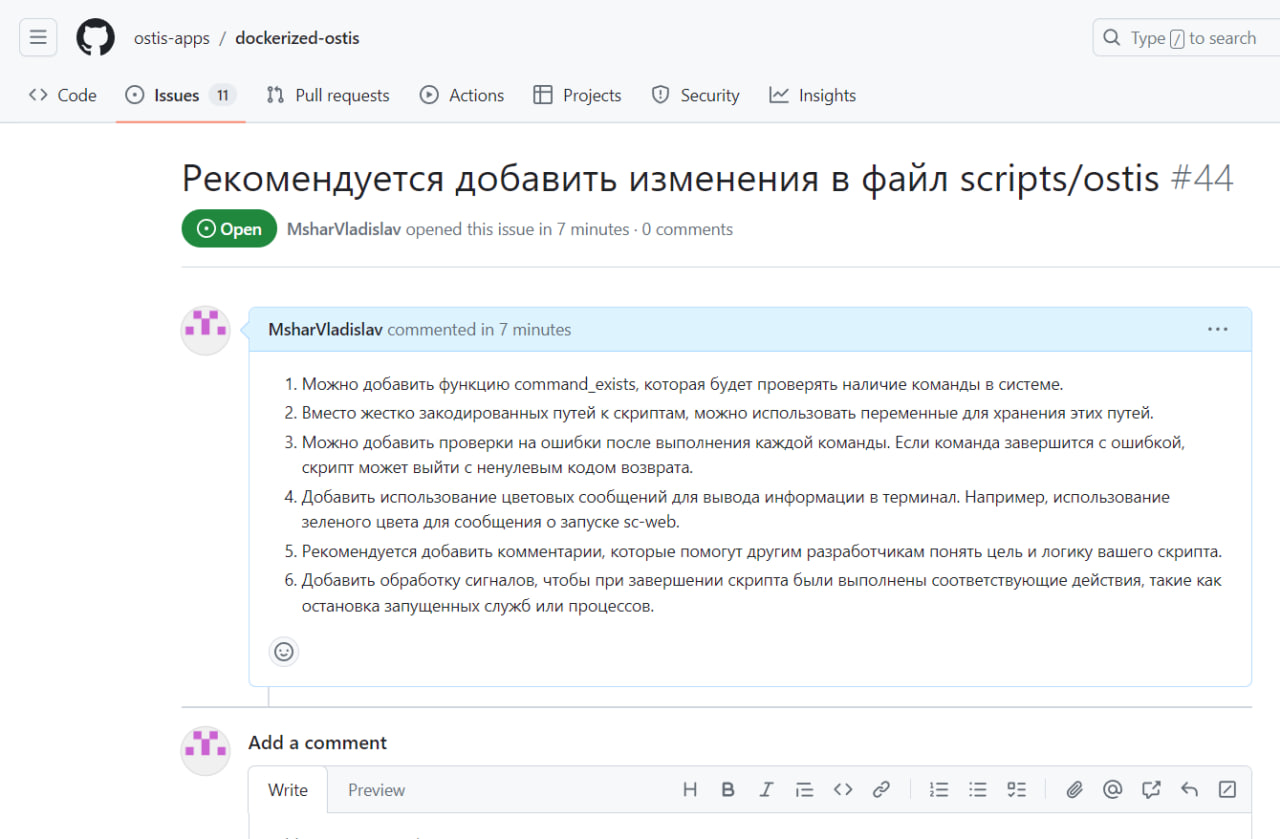 ostis-apps / dockerized-ostis
Type / to search
Code Issues 11 Pull requests Actions Projects Security Insights
Рекомендуется добавить изменения в файл scripts/ostis #44
Open MsharVladislav opened this issue in 7 minutes · 0 comments
MsharVladislav commented in 7 minutes
1. Можно добавить функцию command_exists, которая будет проверять наличие команды в системе.
2. Вместо жестко закодированных путей к скриптам, можно использовать переменные для хранения этих путей.
3. Можно добавить проверки на ошибки после выполнения каждой команды. Если команда завершится с ошибкой,
скрипт может выйти с ненулевым кодом возврата.
4. Добавить использование цветовых сообщений для вывода информации в терминал. Например, использование
зеленого цвета для сообщения о запуске sc-web.
5. Рекомендуется добавить комментарии, которые помогут другим разработчикам понять цель и логику вашего скрипта.
6. Добавить обработку сигналов, чтобы при завершении скрипта были выполнены соответствующие действия, такие как
остановка запущенных служб или процессов.
Add a comment
Write Preview